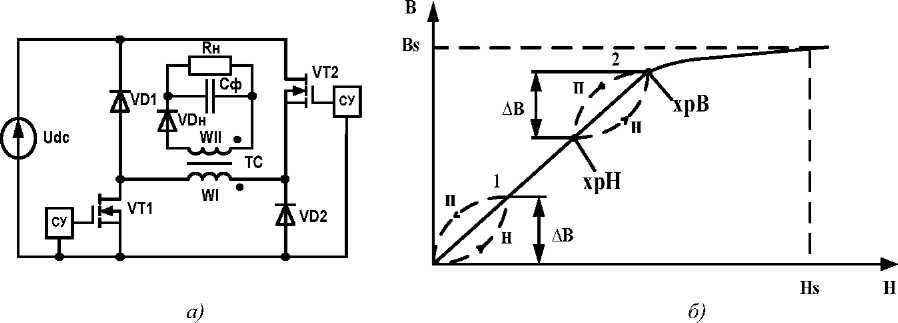 Rн
Cф
VDн
WII
TC
WI
VD1
VD2
VT1
VT2
СУ
СУ
Udc
а)
B
Bs
2
1
П
Н
П
Н
хрВ
хрН
ΔB
ΔB
Hs
H
б)